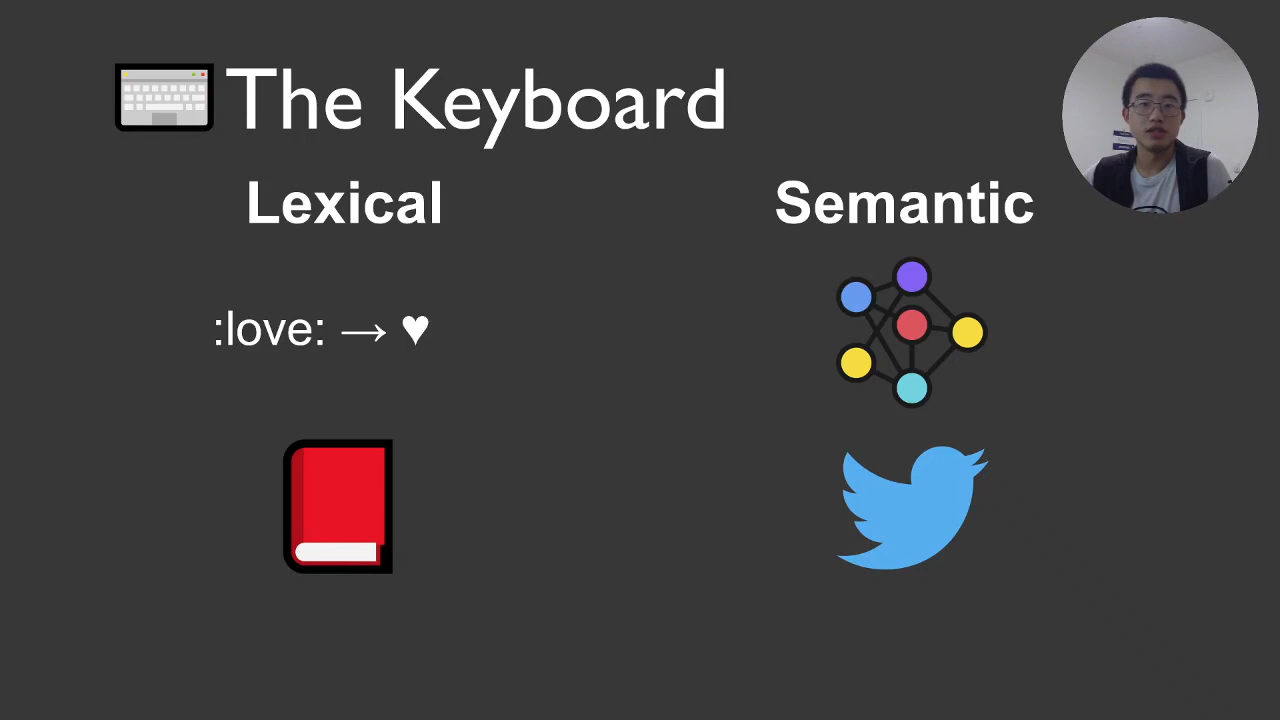 The Keyboard
Lexical
Semantic
:love: → ♥